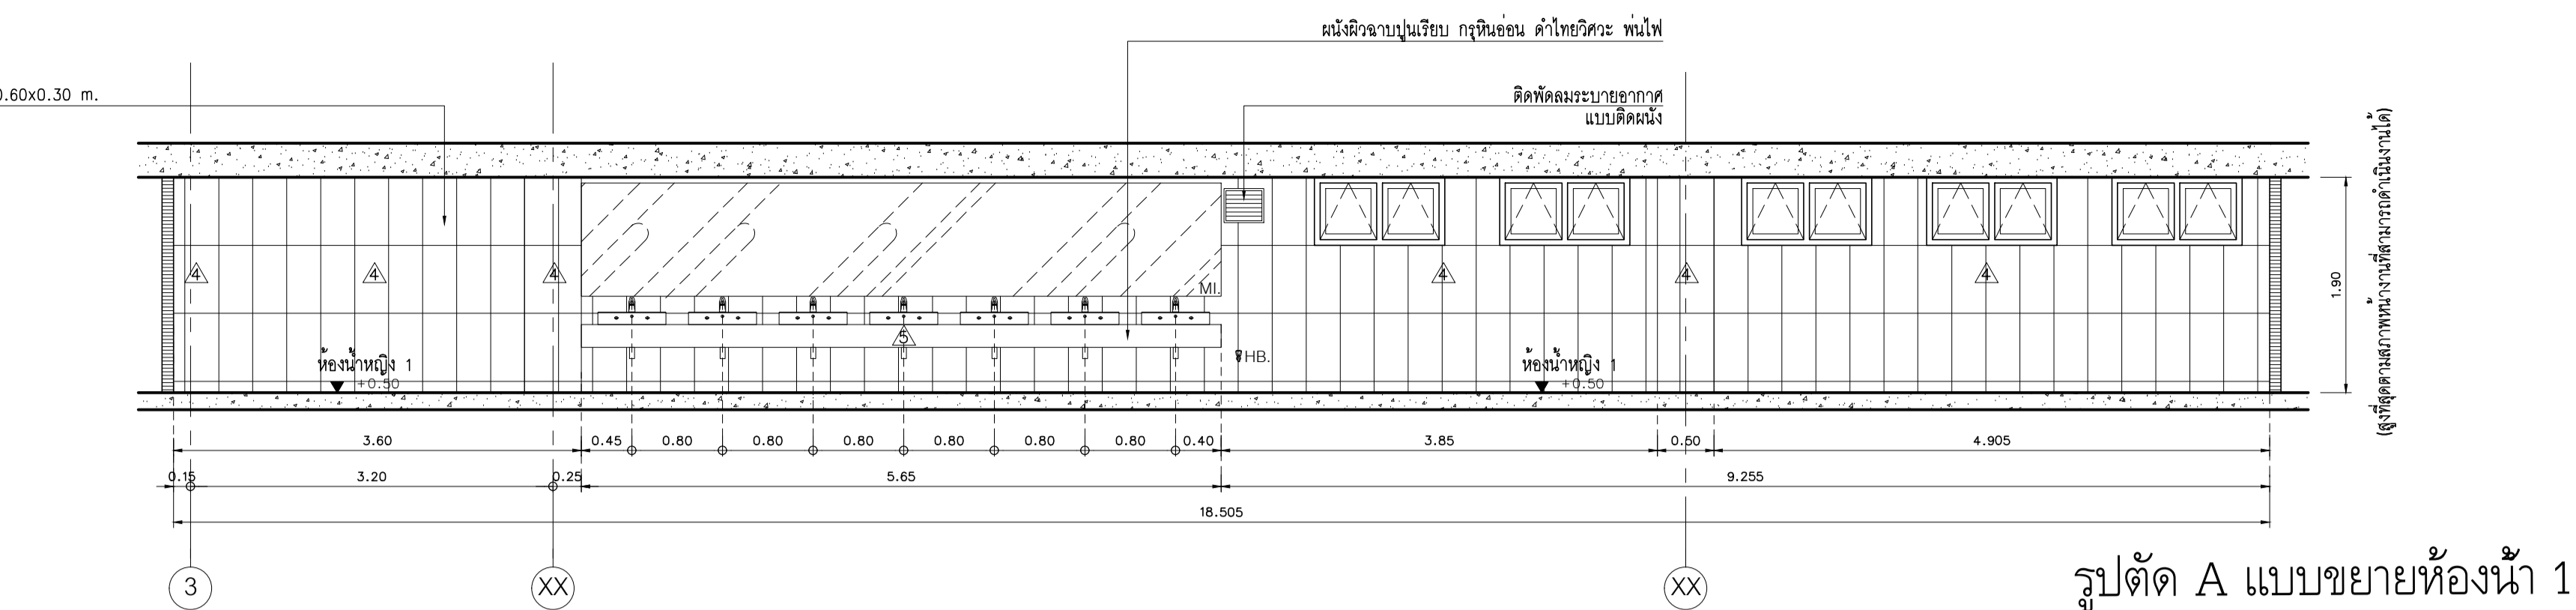 ผนังผิวฉาบปูนเรียบ กรุหินอ่อน ดำไทยวิศวะ พ่นไฟ
0.60x0.30 m.
ติดพัดลมระบายอากาศ
แบบติดผนัง
4 4 4 4 4 4
MI.
5
HB.
ห้องน้ำหญิง 1
+0.50
ห้องน้ำหญิง 1
+0.50
1.90
(สูงที่สุดตามสภาพหน้างานที่สามารถดำเนินงานได้)
3.60 0.45 0.80 0.80 0.80 0.80 0.80 0.80 0.40 3.85 0.50 4.905
0.15 3.20 0.25 5.65 9.255
18.505
3 XX XX
รูปตัด A แบบขยายห้องน้ำ 1